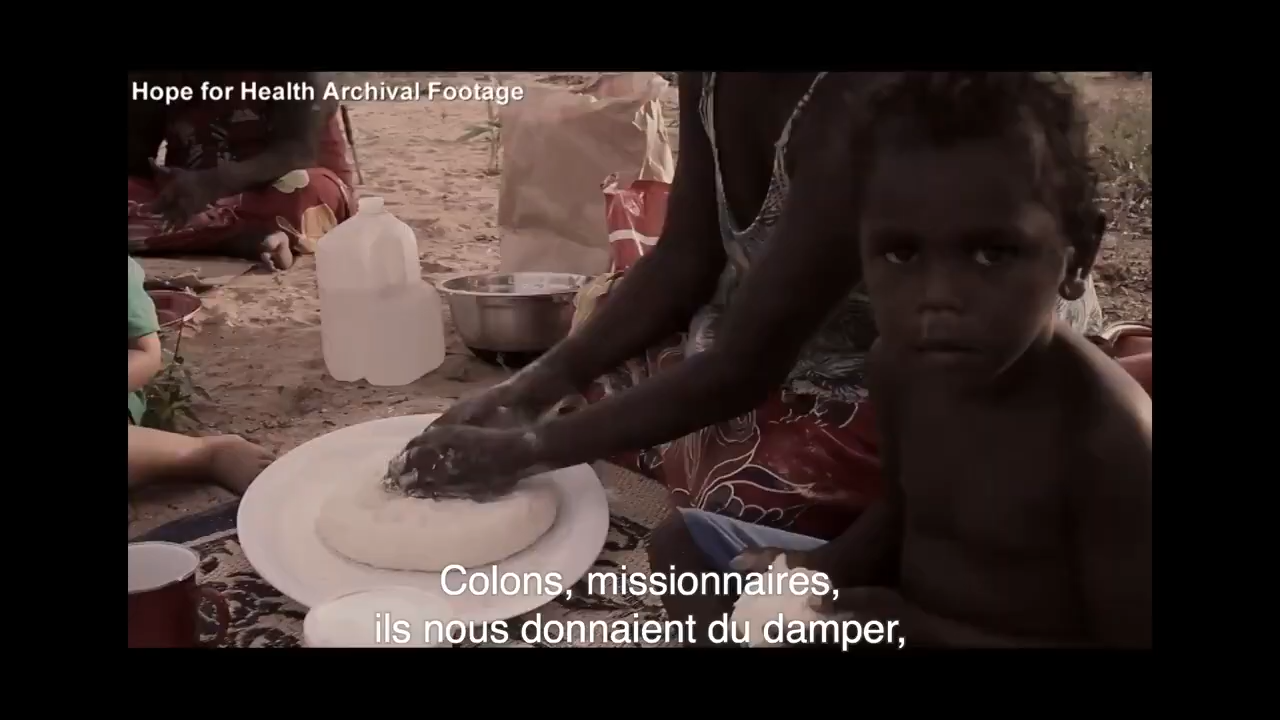 Hope for Health Archival Footage
Colons, missionnaires,
ils nous donnaient du damper,